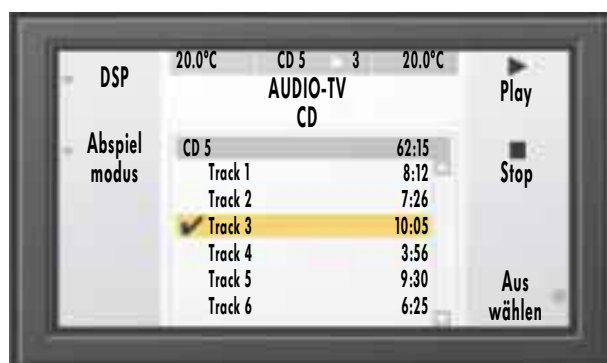 20.0°C CD 5 3 20.0°C
AUDIO-TV
CD
DSP
Abspiel
modus
CD 5 62:15
Track 1 8:12
Track 2 7:26
✔ Track 3 10:05
Track 4 3:56
Track 5 9:30
Track 6 6:25
Play
Stop
Aus
wählen